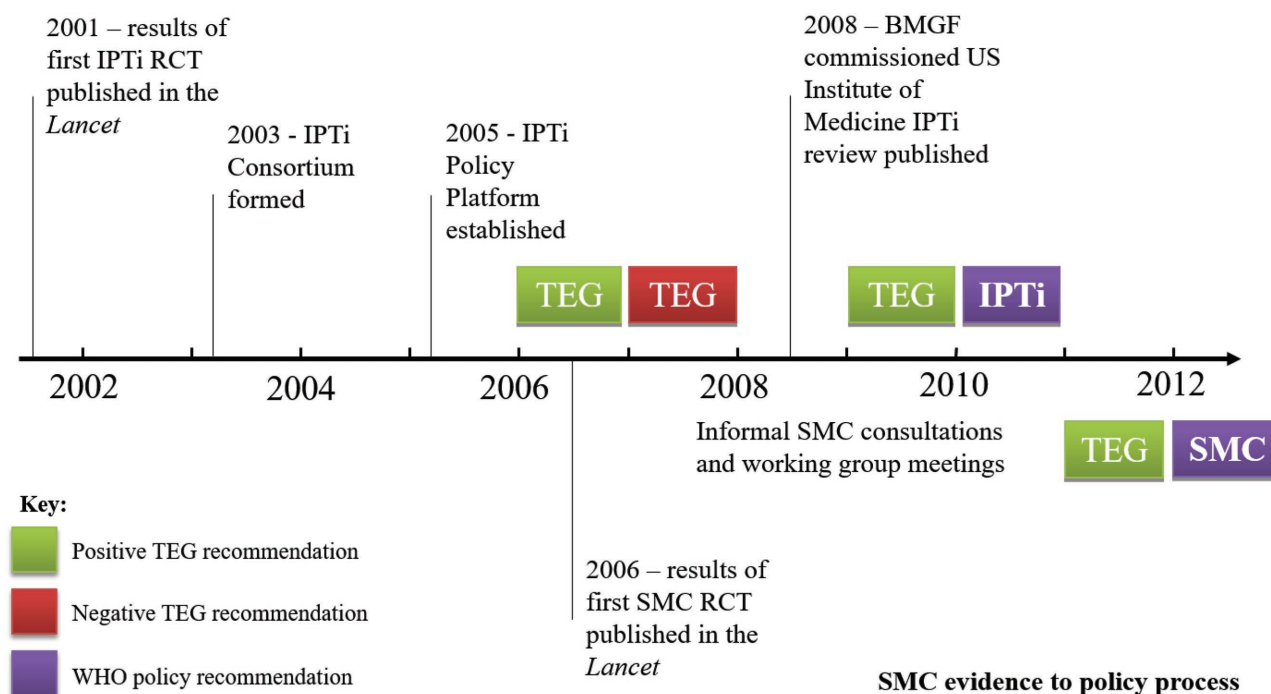 2001 – results of
first IPTi RCT
published in the
Lancet
2003 - IPTi
Consortium
formed
2005 - IPTi
Policy
Platform
established
2008 – BMGF
commissioned US
Institute of
Medicine IPTi
review published
TEG TEG TEG IPTi
2002 2004 2006 2008 2010 2012
Informal SMC consultations
and working group meetings
TEG SMC
2006 – results of
first SMC RCT
published in the
Lancet
Key:
Positive TEG recommendation
Negative TEG recommendation
WHO policy recommendation
SMC evidence to policy process